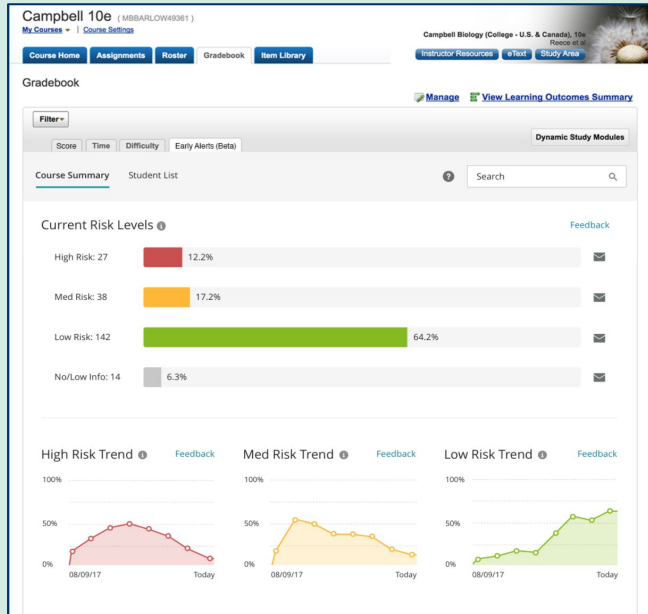 Campbell 10e ( MBBARLOW49361 )
My Courses | Course Settings
Campbell Biology (College - U.S. & Canada), 10e
Reece et al
Course Home Assignments Roster Gradebook Item Library
Instructor Resources eText Study Area
Gradebook
Manage View Learning Outcomes Summary
Filter
Dynamic Study Modules
Score Time Difficulty Early Alerts (Beta)
Course Summary Student List ? Search
Current Risk Levels i Feedback
High Risk: 27 12.2%
Med Risk: 38 17.2%
Low Risk: 142 64.2%
No/Low Info: 14 6.3%
High Risk Trend i Feedback Med Risk Trend i Feedback Low Risk Trend i Feedback
100% 100% 100%
50% 50% 50%
0% 0% 0%
08/09/17 Today 08/09/17 Today 08/09/17 Today